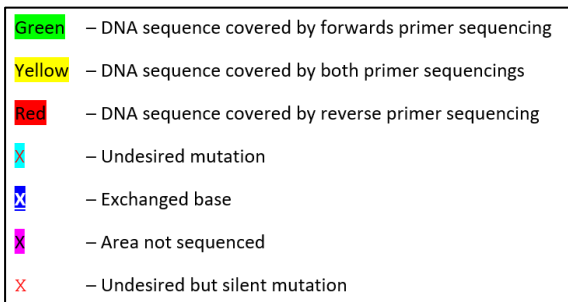 Green – DNA sequence covered by forwards primer sequencing
Yellow – DNA sequence covered by both primer sequencings
Red – DNA sequence covered by reverse primer sequencing
X – Undesired mutation
X – Exchanged base
X – Area not sequenced
X – Undesired but silent mutation